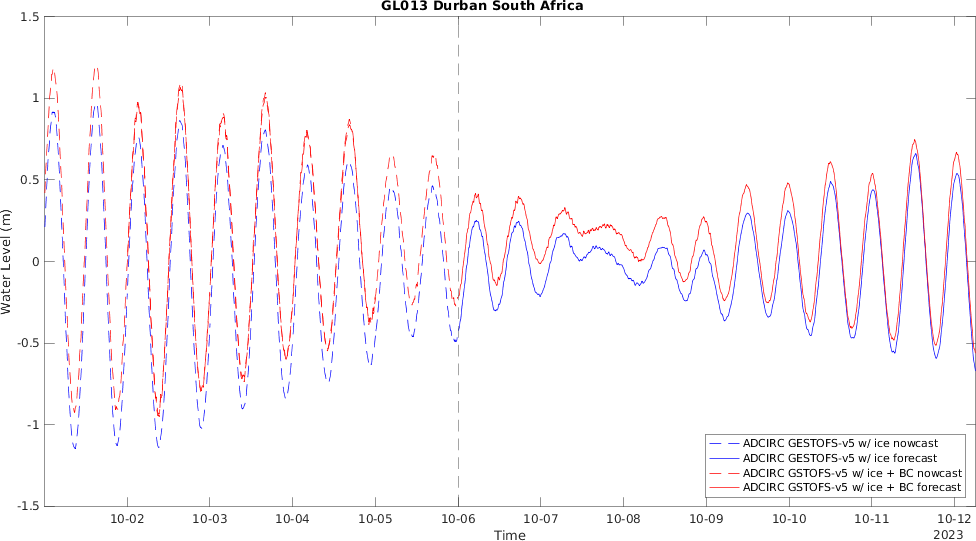 GL013 Durban South Africa
1.5
1
0.5
0
-0.5
-1
-1.5
Water Level (m)
ADCIRC GESTOFS-v5 w/ ice nowcast
ADCIRC GESTOFS-v5 w/ ice forecast
ADCIRC GSTOFS-v5 w/ ice + BC nowcast
ADCIRC GSTOFS-v5 w/ ice + BC forecast
10-02 10-03 10-04 10-05 10-06 10-07 10-08 10-09 10-10 10-11 10-12
Time
2023